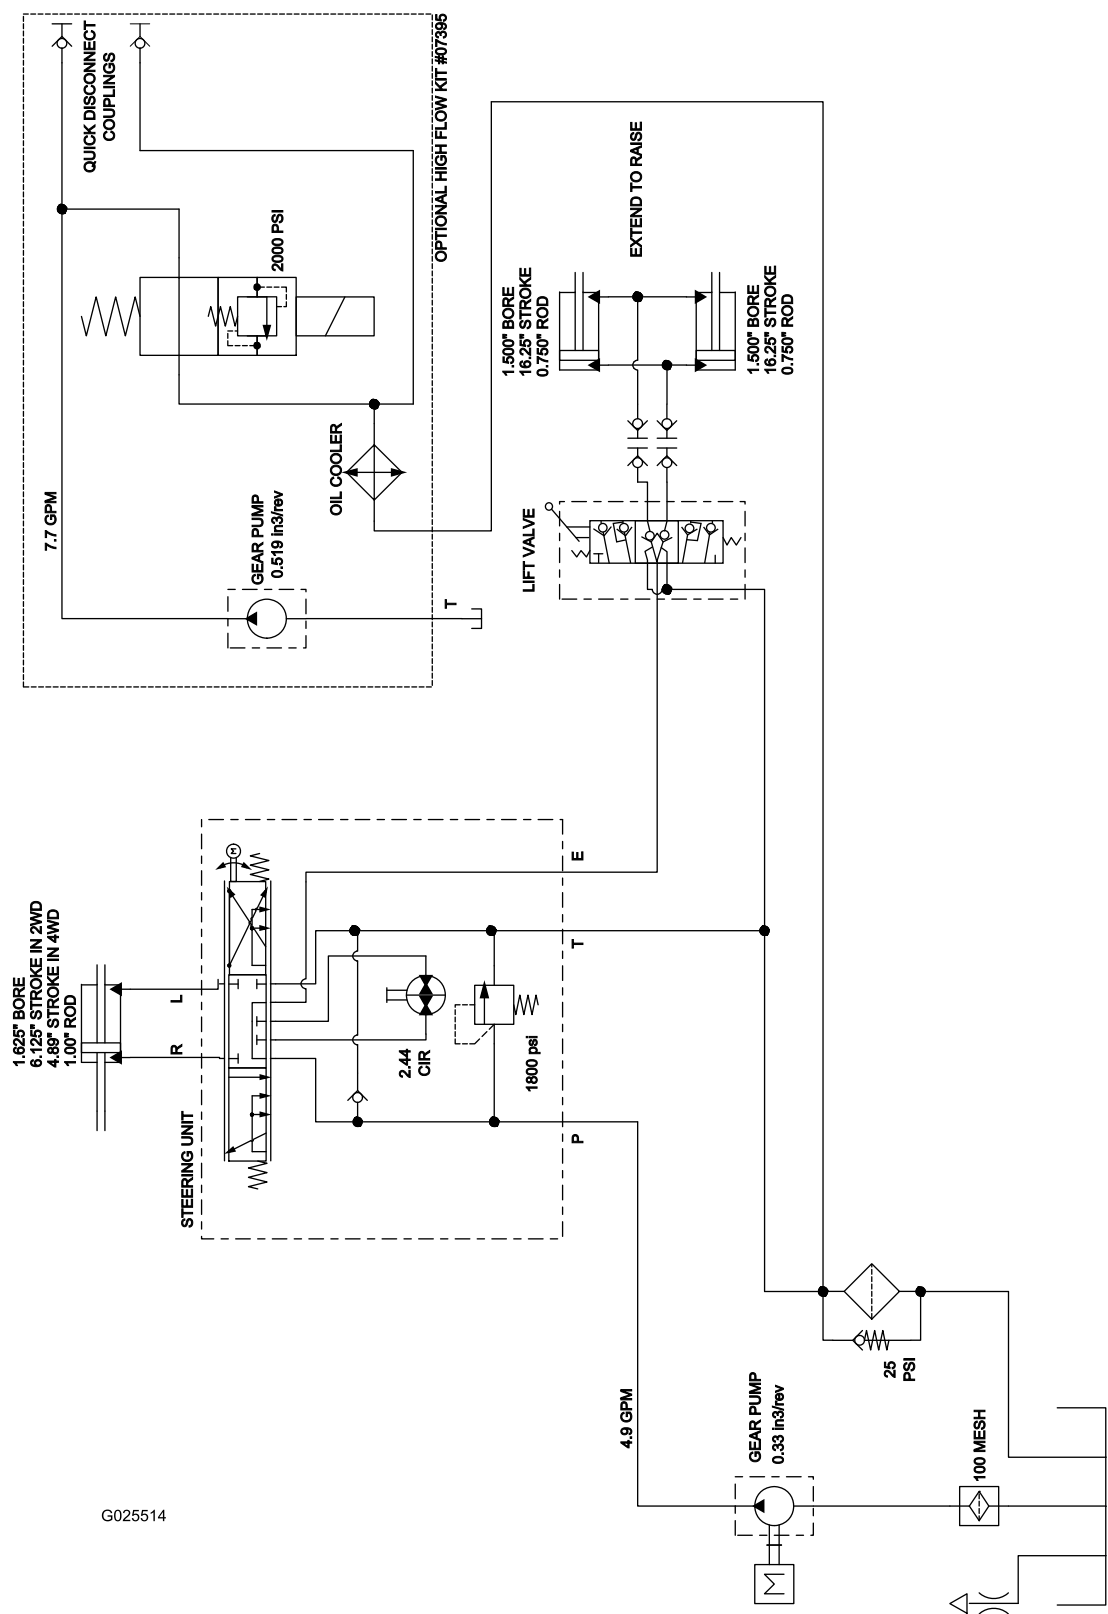 QUICK DISCONNECT
COUPLINGS
OPTIONAL HIGH FLOW KIT #07395
2000 PSI
7.7 GPM
OIL COOLER
GEAR PUMP
0.519 in3/rev
T
EXTEND TO RAISE
1.500" BORE
16.25" STROKE
0.750" ROD
1.500" BORE
16.25" STROKE
0.750" ROD
LIFT VALVE
1.625" BORE
6.125" STROKE IN 2WD
4.89" STROKE IN 4WD
1.00" ROD
L
R
M
STEERING UNIT
2.44
CIR
1800 psi
E
T
P
4.9 GPM
25
PSI
GEAR PUMP
0.33 in3/rev
100 MESH
M
G025514